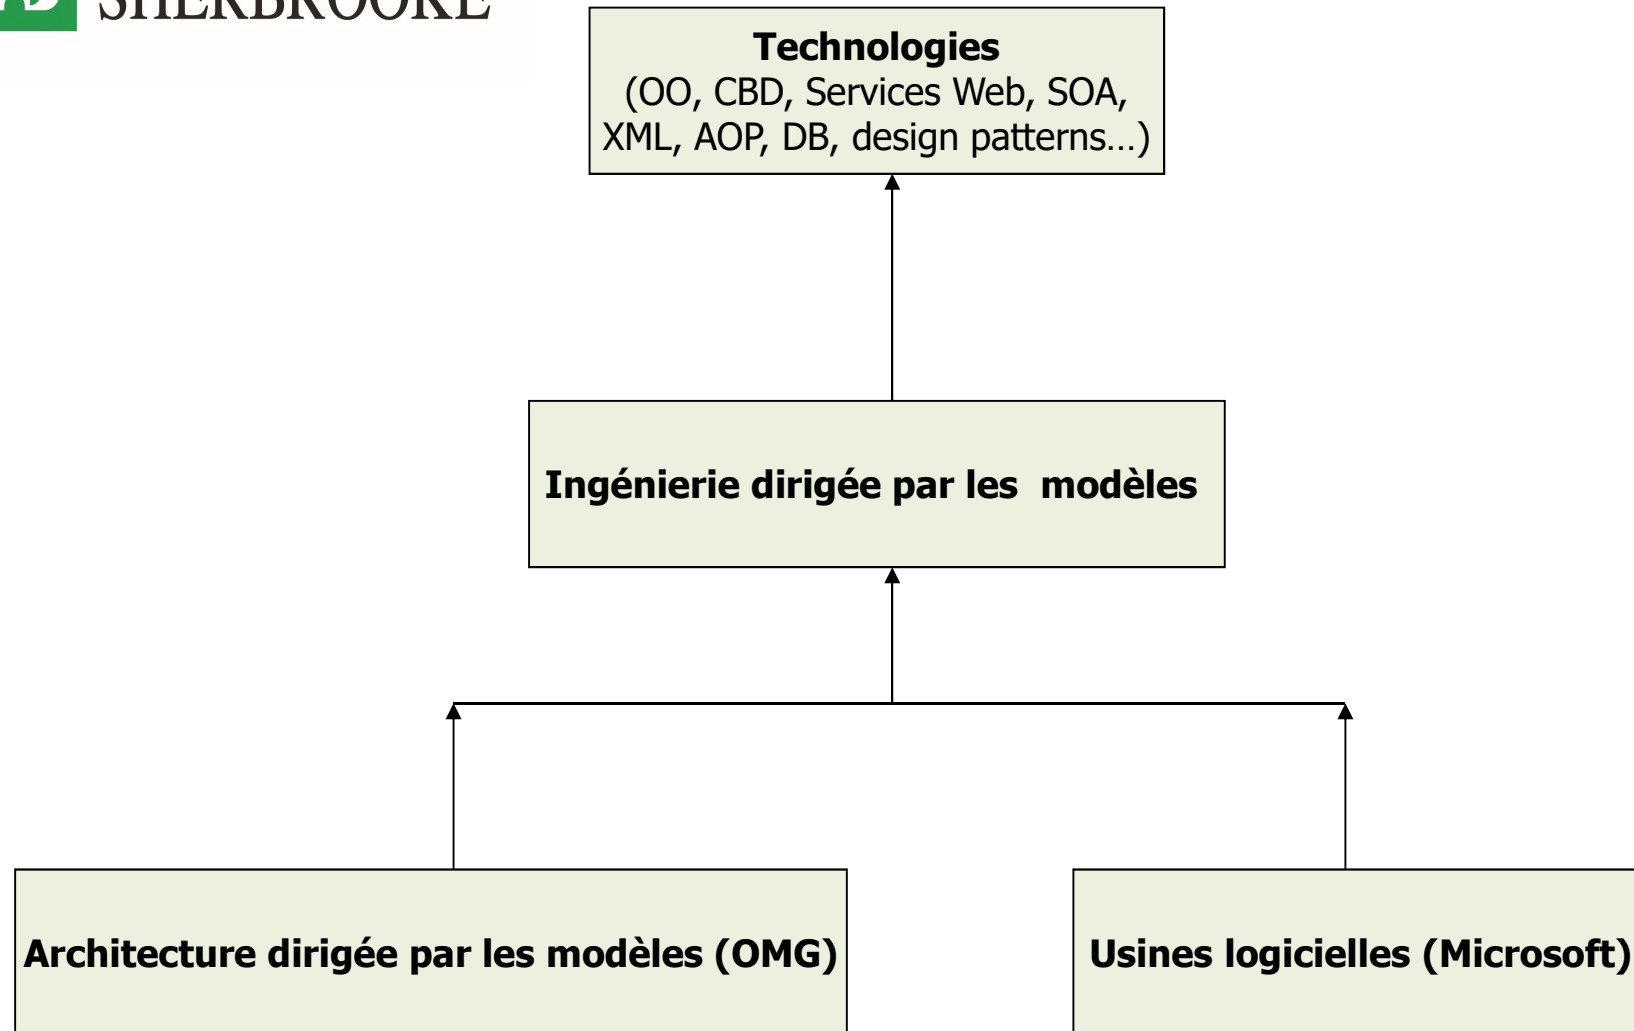 SHERBROOKE
Technologies
(OO, CBD, Services Web, SOA,
XML, AOP, DB, design patterns…)
Ingénierie dirigée par les  modèles
Architecture dirigée par les modèles (OMG)
Usines logicielles (Microsoft)